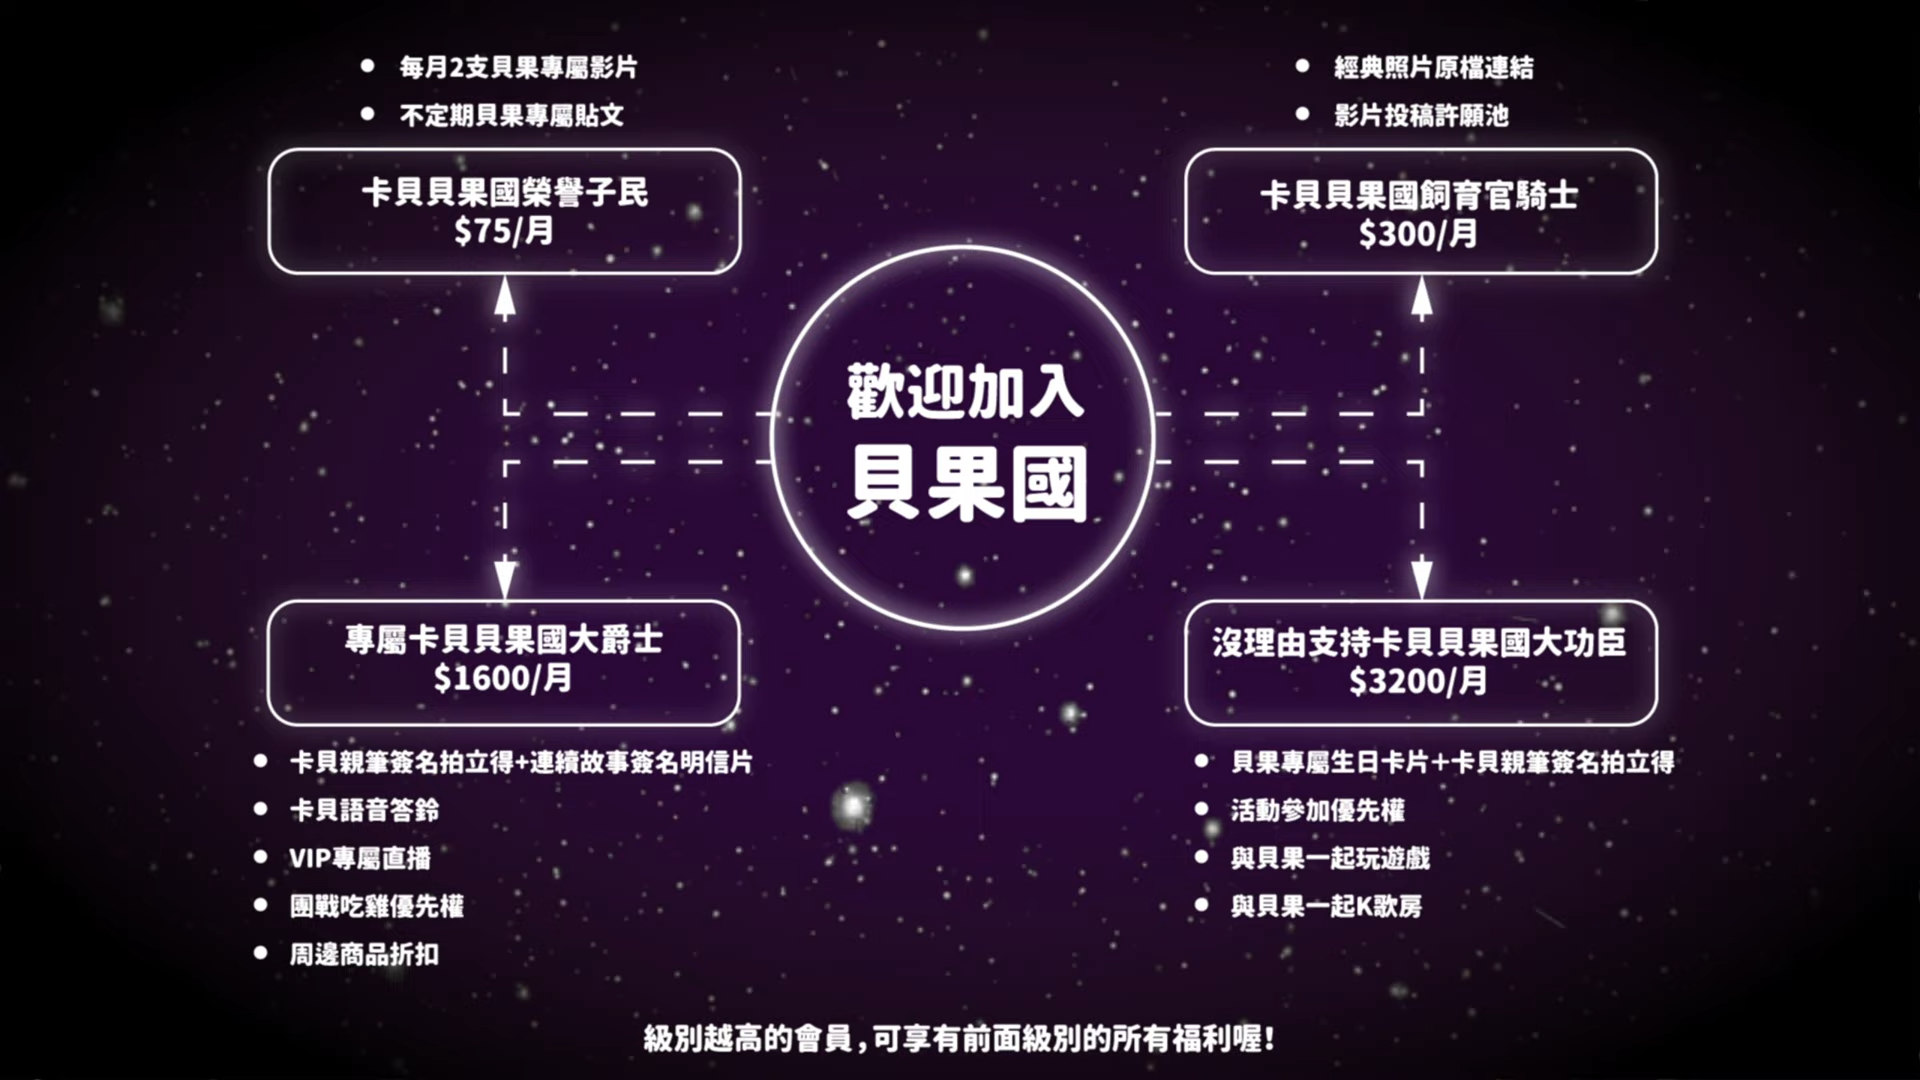 每月2支貝果專屬影片
不定期貝果專屬貼文
卡貝貝果國榮譽子民
$75/月
經典照片原檔連結
影片投稿許願池
卡貝貝果國飼育官騎士
$300/月
歡迎加入
貝果國
專屬卡貝貝果國大爵士
$1600/月
卡貝親筆簽名拍立得+連續故事簽名明信片
卡貝語音答鈴
VIP專屬直播
團戰吃雞優先權
周邊商品折扣
沒理由支持卡貝貝果國大功臣
$3200/月
貝果專屬生日卡片＋卡貝親筆簽名拍立得
活動參加優先權
與貝果一起玩遊戲
與貝果一起K歌房
級別越高的會員，可享有前面級別的所有福利喔！